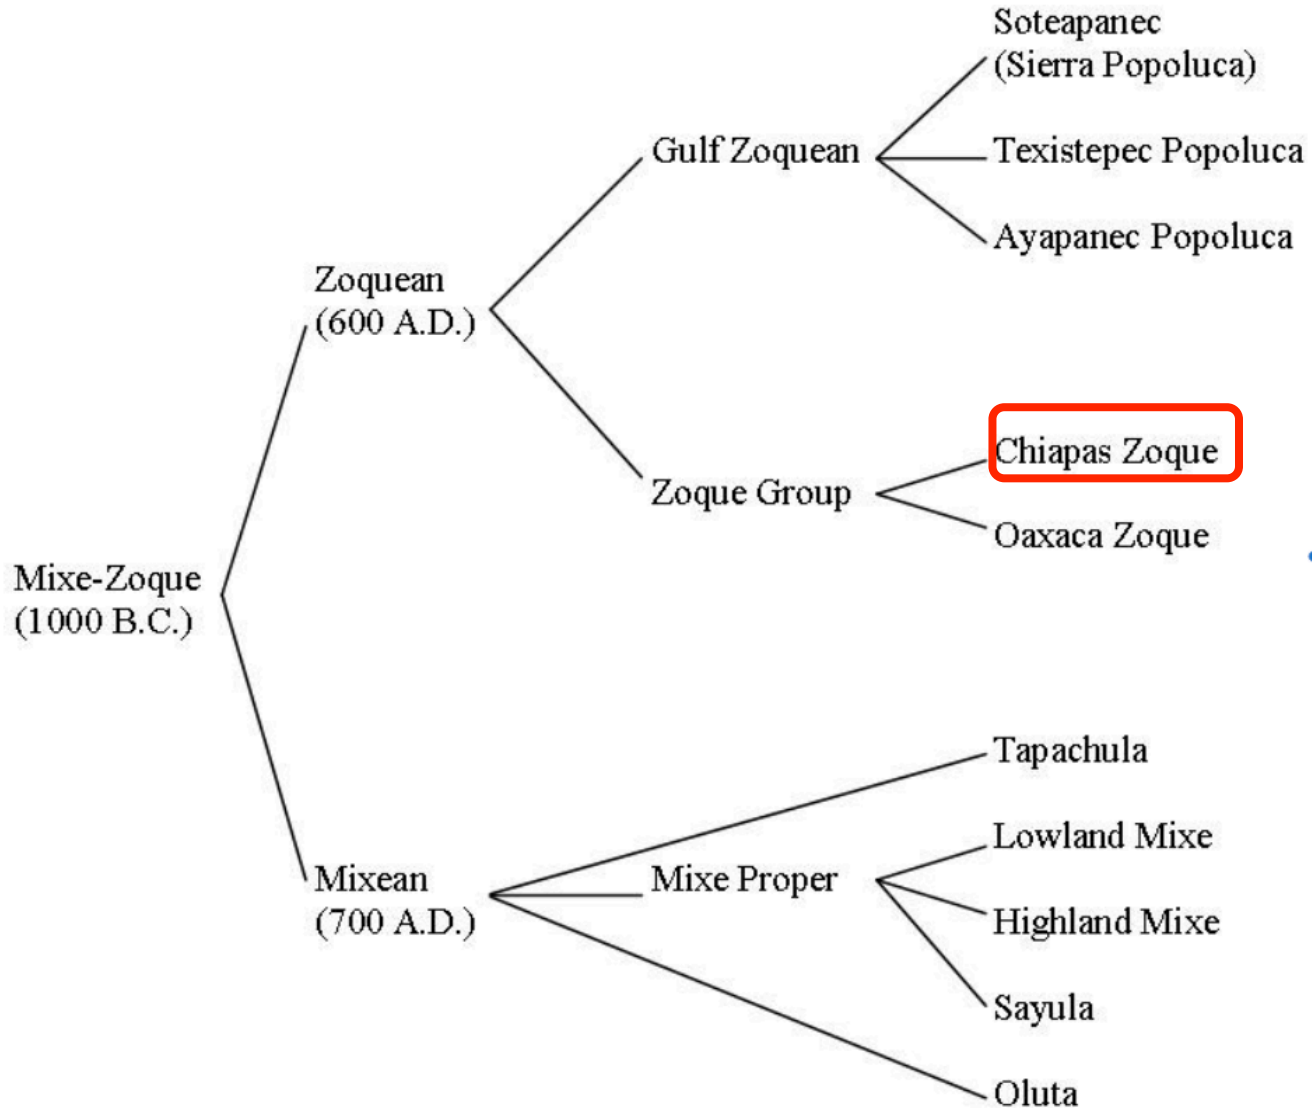 Soteapanec
(Sierra Popoluca)
Gulf Zoquean
Texistepec Popoluca
Ayapanec Popoluca
Zoquean
(600 A.D.)
Chiapas Zoque
Zoque Group
Oaxaca Zoque
Mixe-Zoque
(1000 B.C.)
Tapachula
Lowland Mixe
Mixean
(700 A.D.)
Mixe Proper
Highland Mixe
Sayula
Oluta